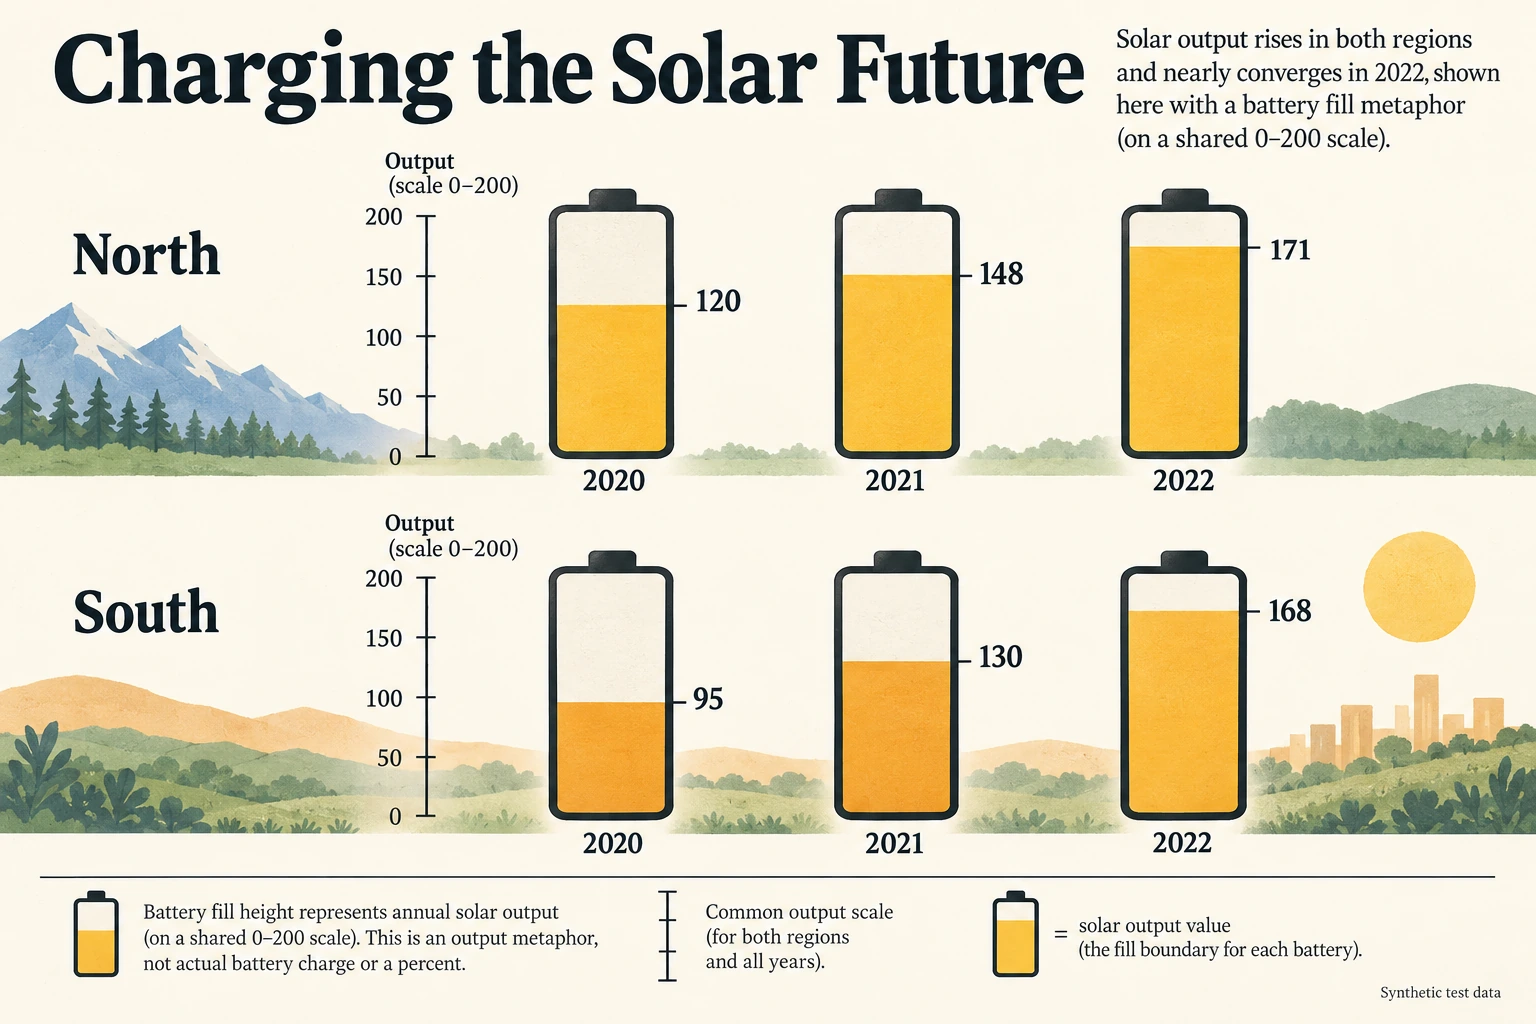 Charging the Solar Future
Solar output rises in both regions
and nearly converges in 2022, shown
here with a battery fill metaphor
(on a shared 0–200 scale).
North
Output
(scale 0–200)
200
150
100
50
0
120
148
171
2020
2021
2022
South
Output
(scale 0–200)
200
150
100
50
0
95
130
168
2020
2021
2022
Battery fill height represents annual solar output
(on a shared 0–200 scale). This is an output metaphor,
not actual battery charge or a percent.
Common output scale
(for both regions
and all years).
= solar output value
(the fill boundary for each battery).
Synthetic test data